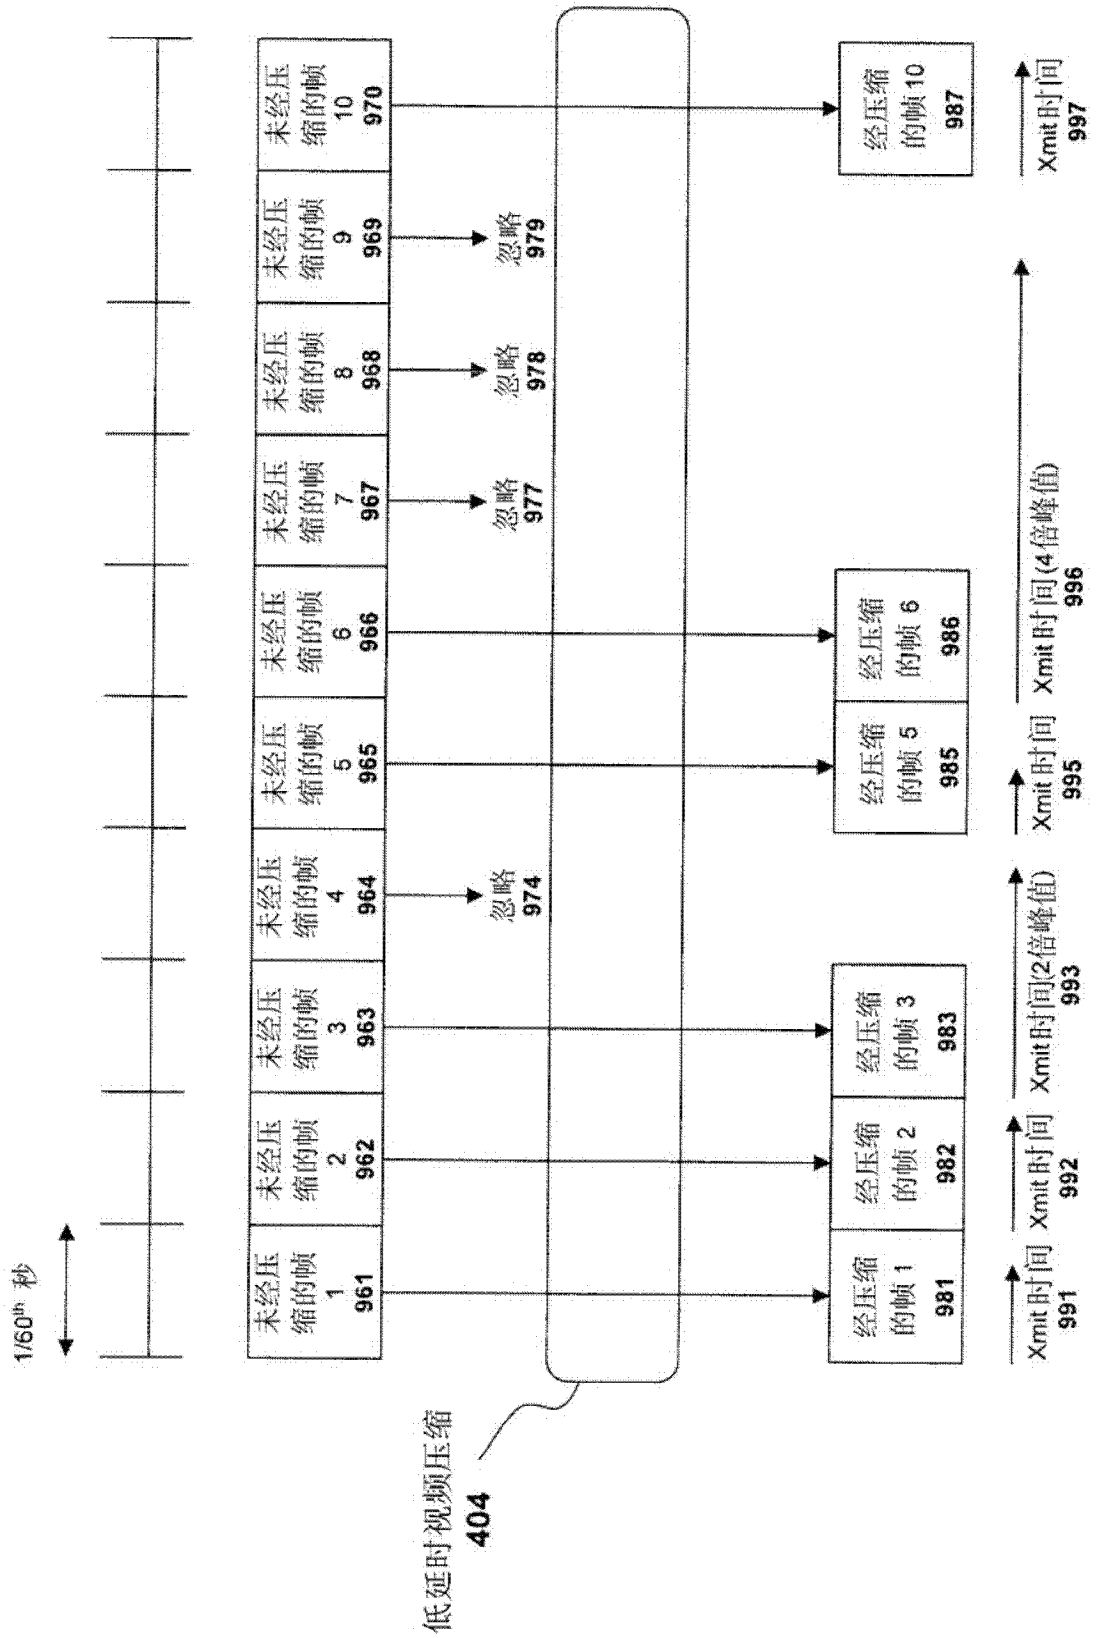 1/60th 秒
未经压
缩的帧
1
961
未经压
缩的帧
2
962
未经压
缩的帧
3
963
未经压
缩的帧
4
964
未经压
缩的帧
5
965
未经压
缩的帧
6
966
未经压
缩的帧
7
967
未经压
缩的帧
8
968
未经压
缩的帧
9
969
未经压
缩的帧
10
970
忽略
974
忽略
977
忽略
978
忽略
979
低延时视频压缩
404
经压缩
的帧 1
981
经压缩
的帧 2
982
经压缩
的帧 3
983
经压缩
的帧 5
985
经压缩
的帧 6
986
经压缩
的帧 10
987
Xmit 时间
991
Xmit 时间
992
Xmit 时间(2倍峰值)
993
Xmit 时间
995
Xmit 时间(4倍峰值)
996
Xmit 时间
997